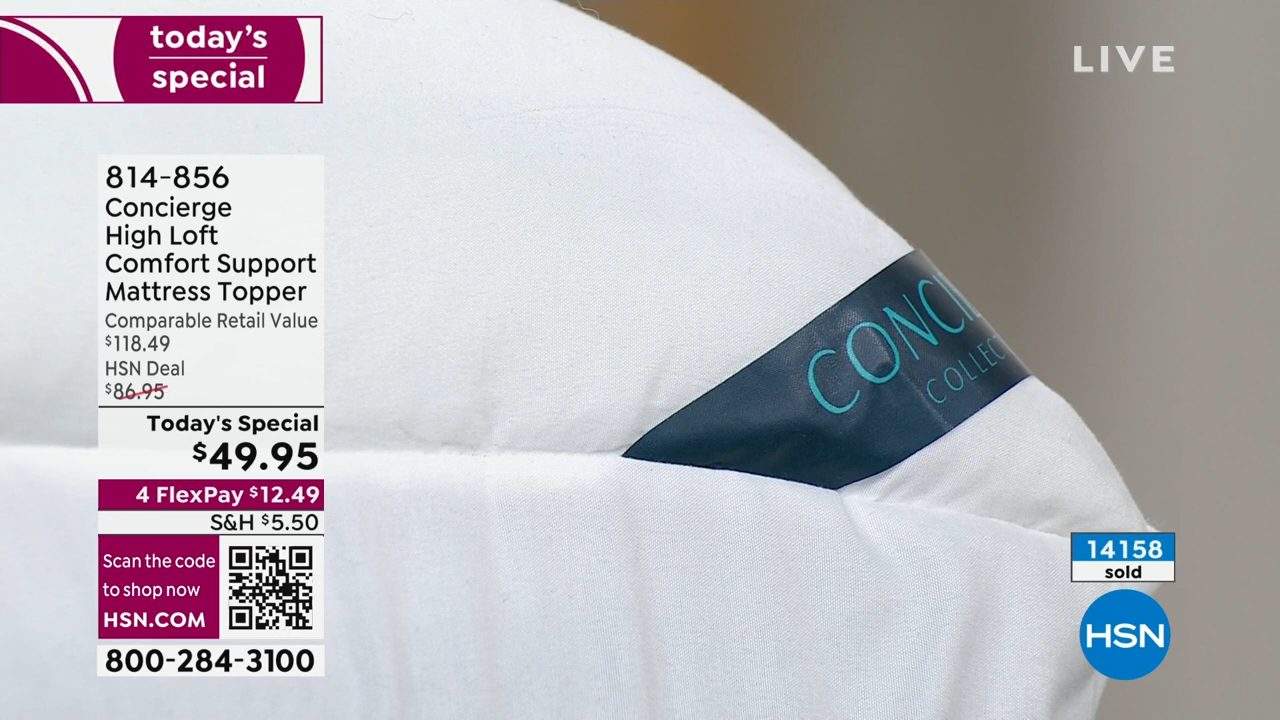 today's
special
LIVE
814-856
Concierge
High Loft
Comfort Support
Mattress Topper
Comparable Retail Value
$118.49
HSN Deal
$86.95
Today's Special
$49.95
4 FlexPay $12.49
S&H $5.50
Scan the code
to shop now
HSN.COM
800-284-3100
14158
sold
HSN